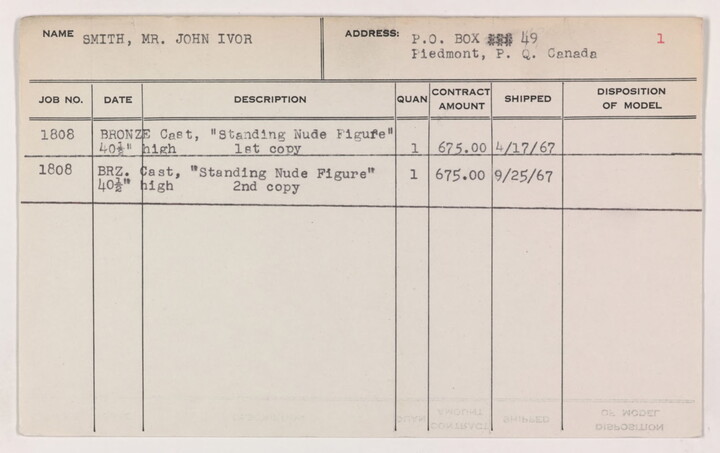 NAME SMITH, MR. JOHN IVOR ADDRESS: P.O. BOX 49 1
Piedmont, P. Q. Canada
JOB NO. DATE DESCRIPTION QUAN CONTRACT AMOUNT SHIPPED DISPOSITION OF MODEL
1808 BRONZE Cast, "Standing Nude Figure"
40½" high 1st copy 1 675.00 4/17/67
1808 BRZ. Cast, "Standing Nude Figure" 1 675.00 9/25/67
40½" high 2nd copy